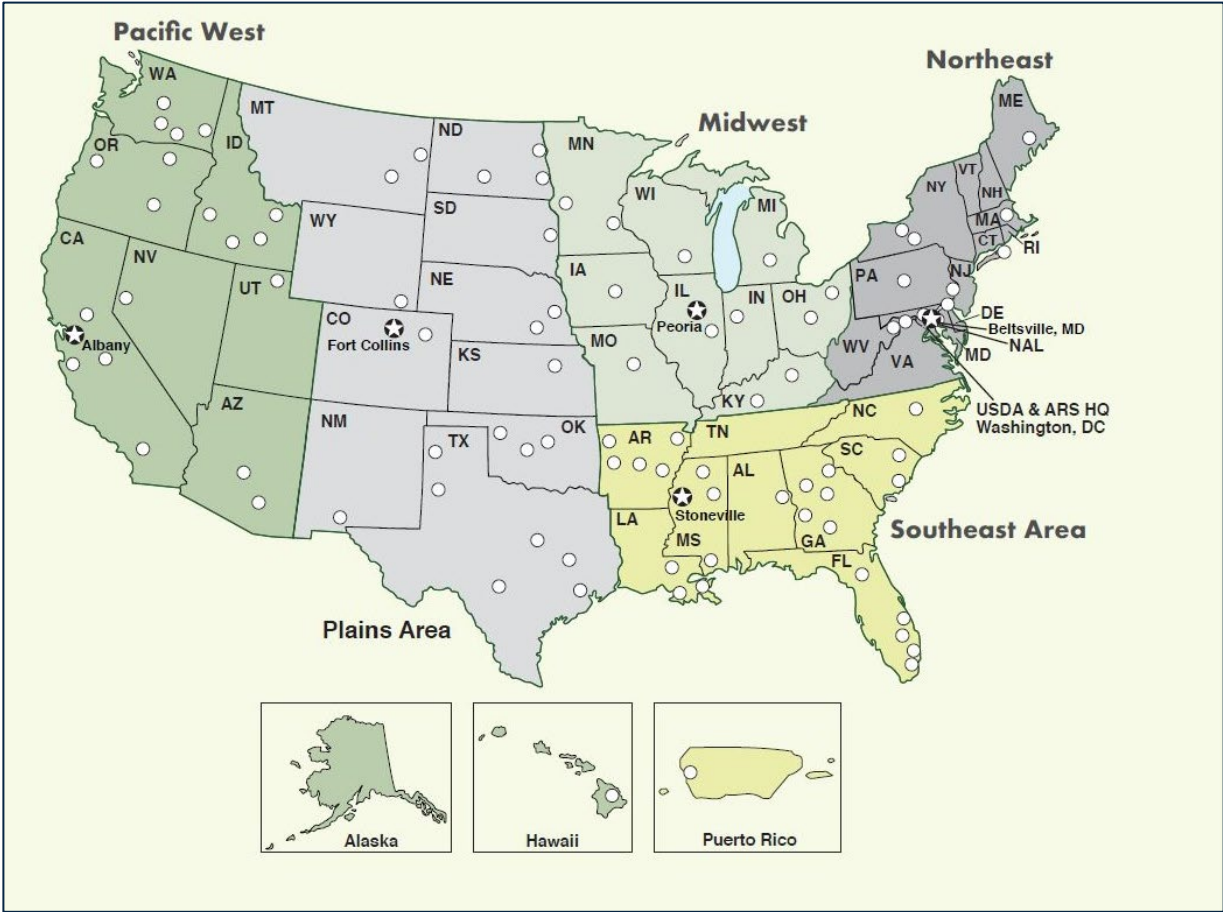 Pacific West
Northeast
Midwest
Southeast Area
Plains Area
WA
OR
ID
MT
ND
MN
WI
MI
ME
VT
NH
NY
MA
RI
CT
CA
NV
UT
WY
SD
NE
IA
IL
Peoria
IN
OH
PA
NJ
DE
Beltsville, MD
NAL
MD
USDA & ARS HQ
Washington, DC
WV
VA
Albany
CO
Fort Collins
KS
MO
KY
NC
AZ
NM
TX
OK
AR
TN
SC
AL
Stoneville
LA
MS
GA
FL
Alaska
Hawaii
Puerto Rico